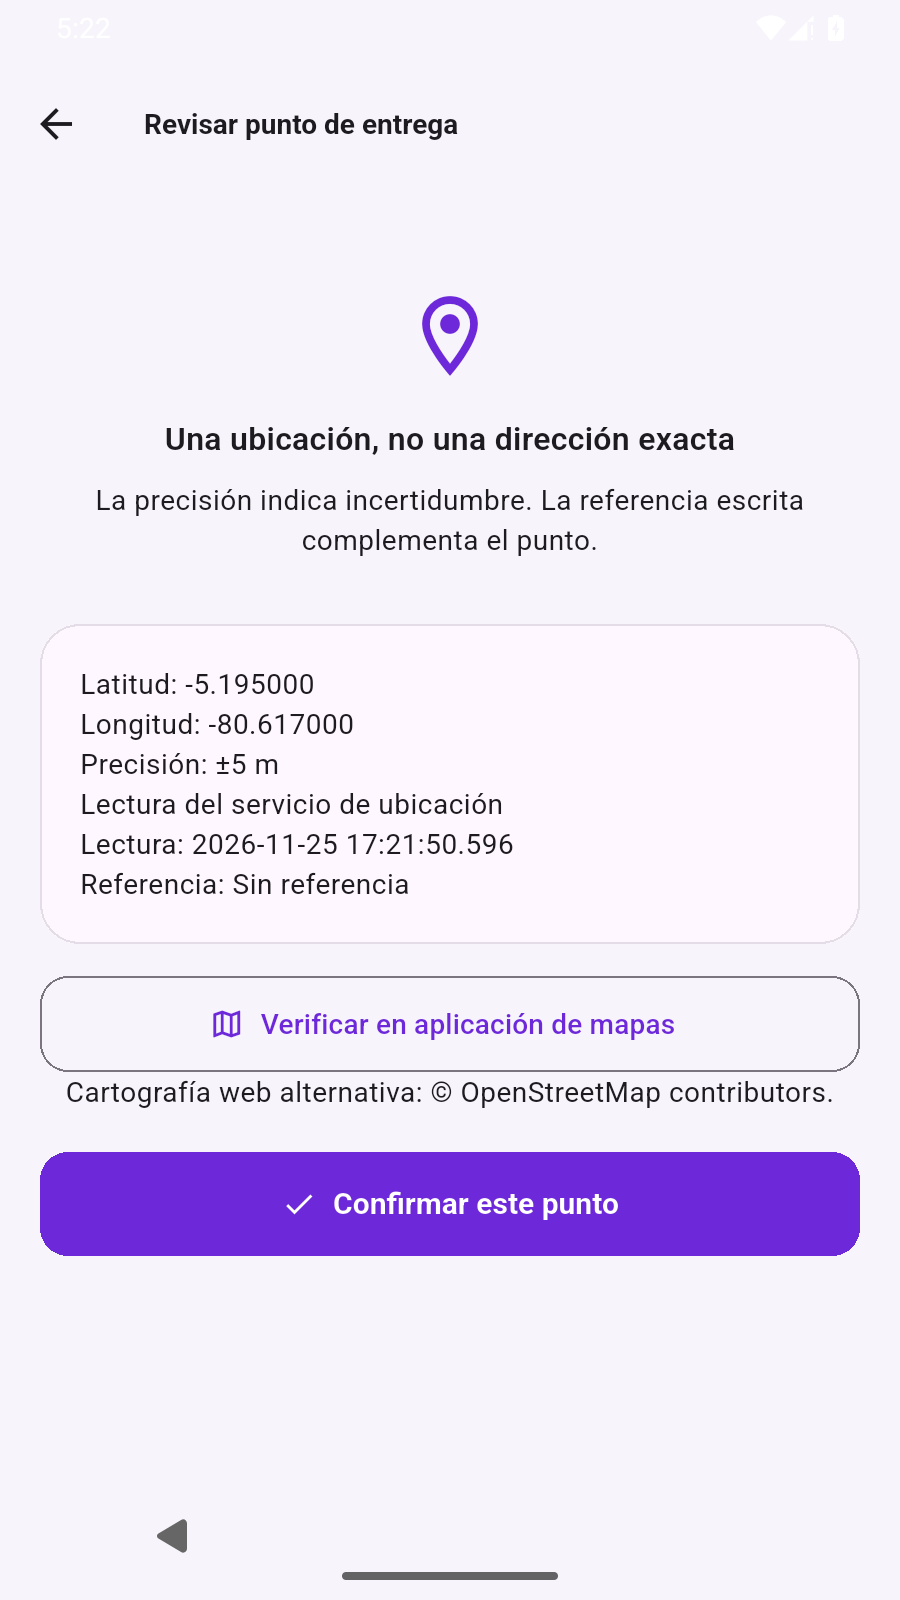 5:22
Revisar punto de entrega
Una ubicación, no una dirección exacta
La precisión indica incertidumbre. La referencia escrita
complementa el punto.
Latitud: -5.195000
Longitud: -80.617000
Precisión: ±5 m
Lectura del servicio de ubicación
Lectura: 2026-11-25 17:21:50.596
Referencia: Sin referencia
Verificar en aplicación de mapas
Cartografía web alternativa: © OpenStreetMap contributors.
Confirmar este punto